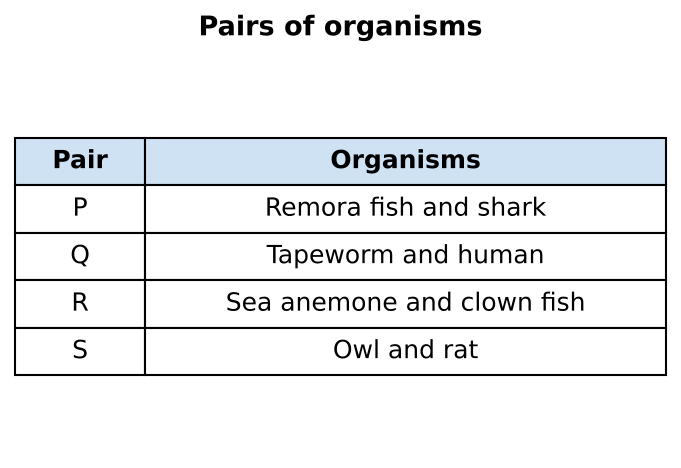 Pairs of organisms
Pair Organisms
P Remora fish and shark
Q Tapeworm and human
R Sea anemone and clown fish
S Owl and rat